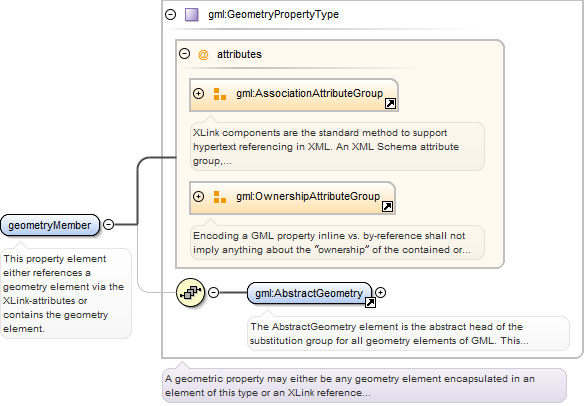 gml:GeometryPropertyType
@ attributes
gml:AssociationAttributeGroup
XLink components are the standard method to support
hypertext referencing in XML. An XML Schema attribute
group,...
gml:OwnershipAttributeGroup
Encoding a GML property inline vs. by-reference shall not
imply anything about the “ownership” of the contained or...
geometryMember
This property element
either references a
geometry element via the
XLink-attributes or
contains the geometry
element.
gml:AbstractGeometry
The AbstractGeometry element is the abstract head of the
substitution group for all geometry elements of GML. This...
A geometric property may either be any geometry element encapsulated in an
element of this type or an XLink reference...